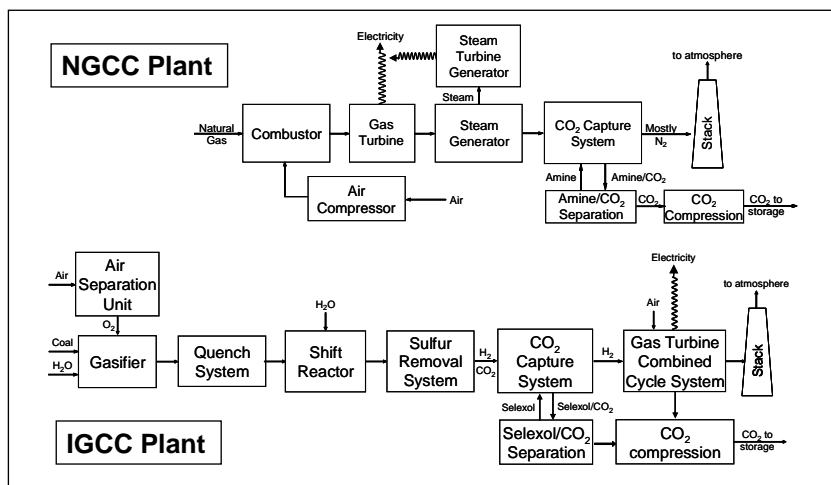 NGCC Plant
Electricity
Steam
Turbine
Generator
to atmosphere
Steam
Natural
Gas
Combustor
Gas
Turbine
Steam
Generator
CO₂ Capture
System
Mostly
N₂
Stack
Amine
Amine/CO₂
Air
Compressor
Air
Amine/CO₂
Separation
CO₂
CO₂
Compression
CO₂ to
storage
Air
Air
Separation
Unit
O₂
Coal
H₂O
Gasifier
Quench
System
H₂O
Shift
Reactor
Sulfur
Removal
System
H₂
CO₂
CO₂
Capture
System
H₂
Electricity
Air
Gas Turbine
Combined
Cycle System
to atmosphere
Stack
Selexol
Selexol/CO₂
Selexol/CO₂
Separation
CO₂
compression
CO₂ to
storage
IGCC Plant